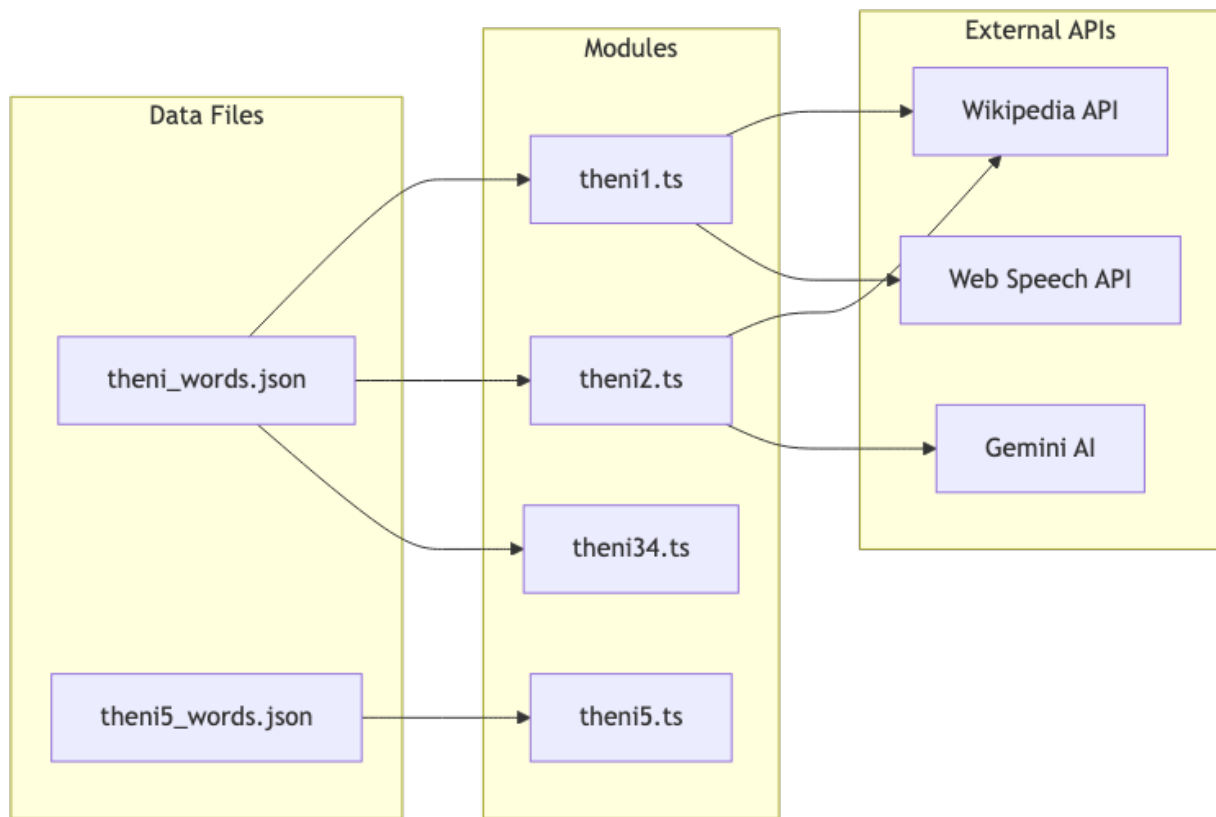 Data Files
theni_words.json
theni5_words.json
Modules
theni1.ts
theni2.ts
theni34.ts
theni5.ts
External APIs
Wikipedia API
Web Speech API
Gemini AI